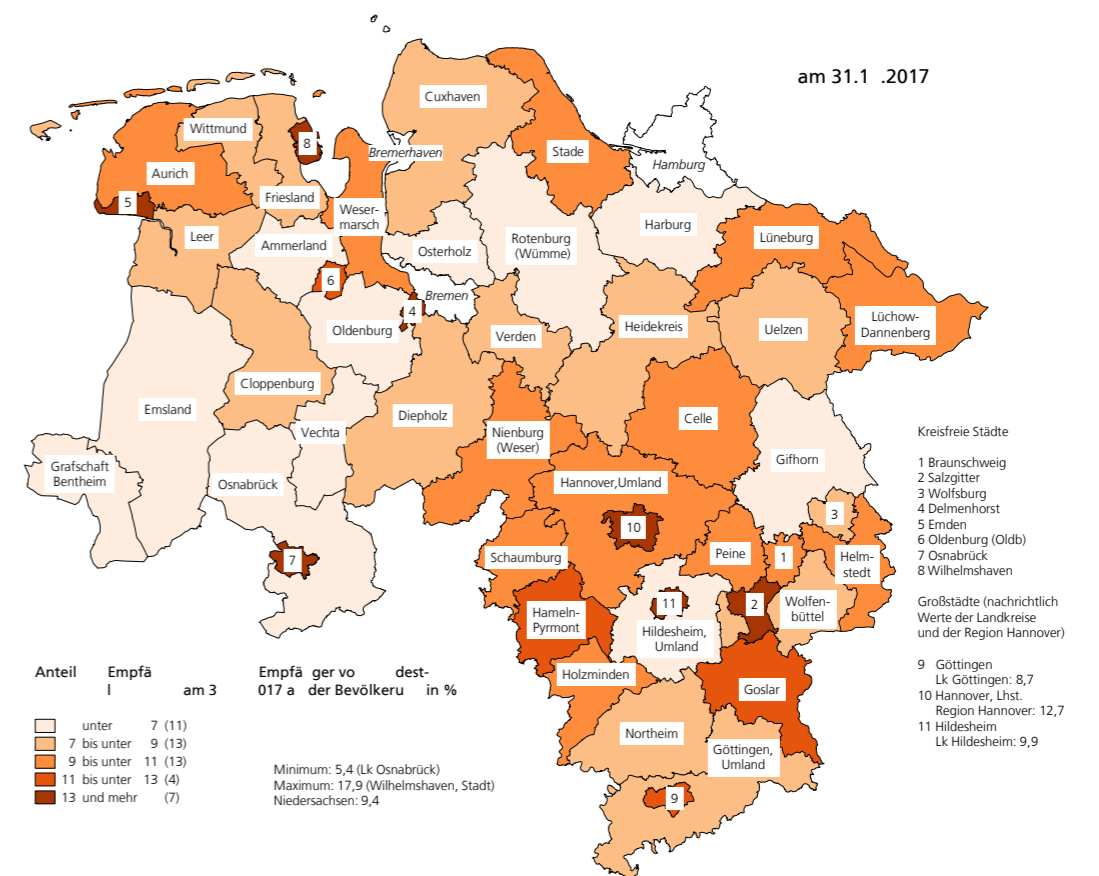 am 31.1 .2017
Cuxhaven
Wittmund
8
Bremerhaven
Stade
Hamburg
Aurich
5
Friesland
Weser-
marsch
Harburg
Lüneburg
Leer
Ammerland
Osterholz
Rotenburg
(Wümme)
6
Bremen
4
Oldenburg
Verden
Heidekreis
Uelzen
Lüchow-
Dannenberg
Cloppenburg
Emsland
Diepholz
Vechta
Nienburg
(Weser)
Celle
Gifhorn
Grafschaft
Bentheim
Osnabrück
Hannover,Umland
3
10
7
Schaumburg
Peine
1
Helm-
stedt
11
2
Wolfen-
büttel
Hameln-
Pyrmont
Hildesheim,
Umland
Holzminden
Goslar
Northeim
Göttingen,
Umland
9
Kreisfreie Städte
1 Braunschweig
2 Salzgitter
3 Wolfsburg
4 Delmenhorst
5 Emden
6 Oldenburg (Oldb)
7 Osnabrück
8 Wilhelmshaven
Großstädte (nachrichtlich
Werte der Landkreise
und der Region Hannover)
9 Göttingen
Lk Göttingen: 8,7
10 Hannover, Lhst.
Region Hannover: 12,7
11 Hildesheim
Lk Hildesheim: 9,9
Anteil Empfä Empfä ger vo dest-
l am 3 017 a der Bevölkeru in %
unter 7 (11)
7 bis unter 9 (13)
9 bis unter 11 (13)
11 bis unter 13 (4)
13 und mehr (7)
Minimum: 5,4 (Lk Osnabrück)
Maximum: 17,9 (Wilhelmshaven, Stadt)
Niedersachsen: 9,4